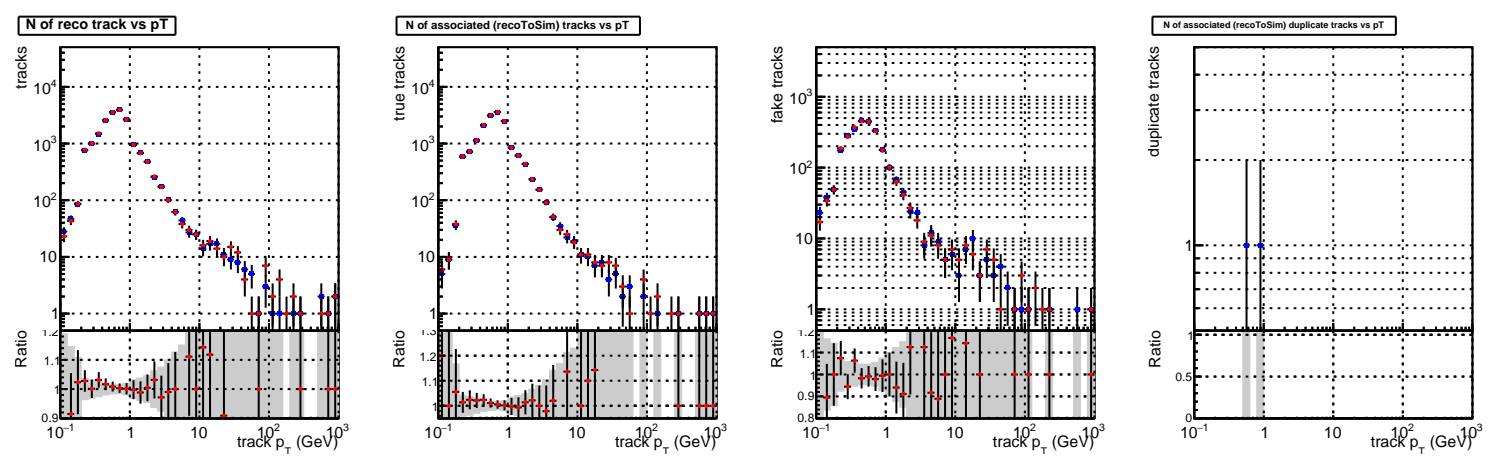 N of reco track vs pT
N of associated (recoToSim) tracks vs pT
N of associated (recoToSim) duplicate tracks vs pT
tracks
10⁴
10³
10²
10
1
Ratio
1.2
1.1
1
0.9
10⁻¹ 1 10 10² 10³
track p_T (GeV)
true tracks
10⁴
10³
10²
10
1
Ratio
1.3
1.2
1.1
10⁻¹ 1 10 10² 10³
track p_T (GeV)
fake tracks
10³
10²
10
1
Ratio
1.2
1.1
1
0.9
0.8
10⁻¹ 1 10 10² 10³
track p_T (GeV)
duplicate tracks
1
Ratio
1
0.5
0
10⁻¹ 1 10 10² 10³
track p_T (GeV)